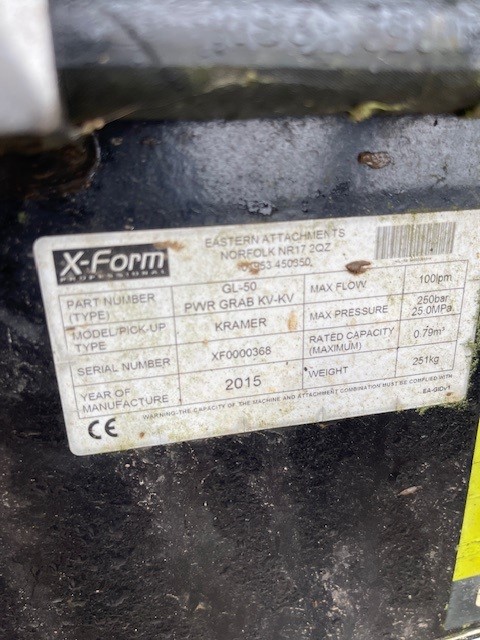 X-Form
PROFESSIONAL
EASTERN ATTACHMENTS
NORFOLK NR17 2QZ
450350
PART NUMBER (TYPE)
GL-50
PWR GRAB KV-KV
MAX FLOW
100lpm
MODEL/PICK-UP TYPE
KRAMER
MAX PRESSURE
250bar
25.0MPa
SERIAL NUMBER
XF0000368
RATED CAPACITY (MAXIMUM)
0.79m³
YEAR OF MANUFACTURE
2015
WEIGHT
251kg
WARNING-THE CAPACITY OF THE MACHINE AND ATTACHMENT COMBINATION MUST BE COMPLIED WITH
EA-GIDV1
CE